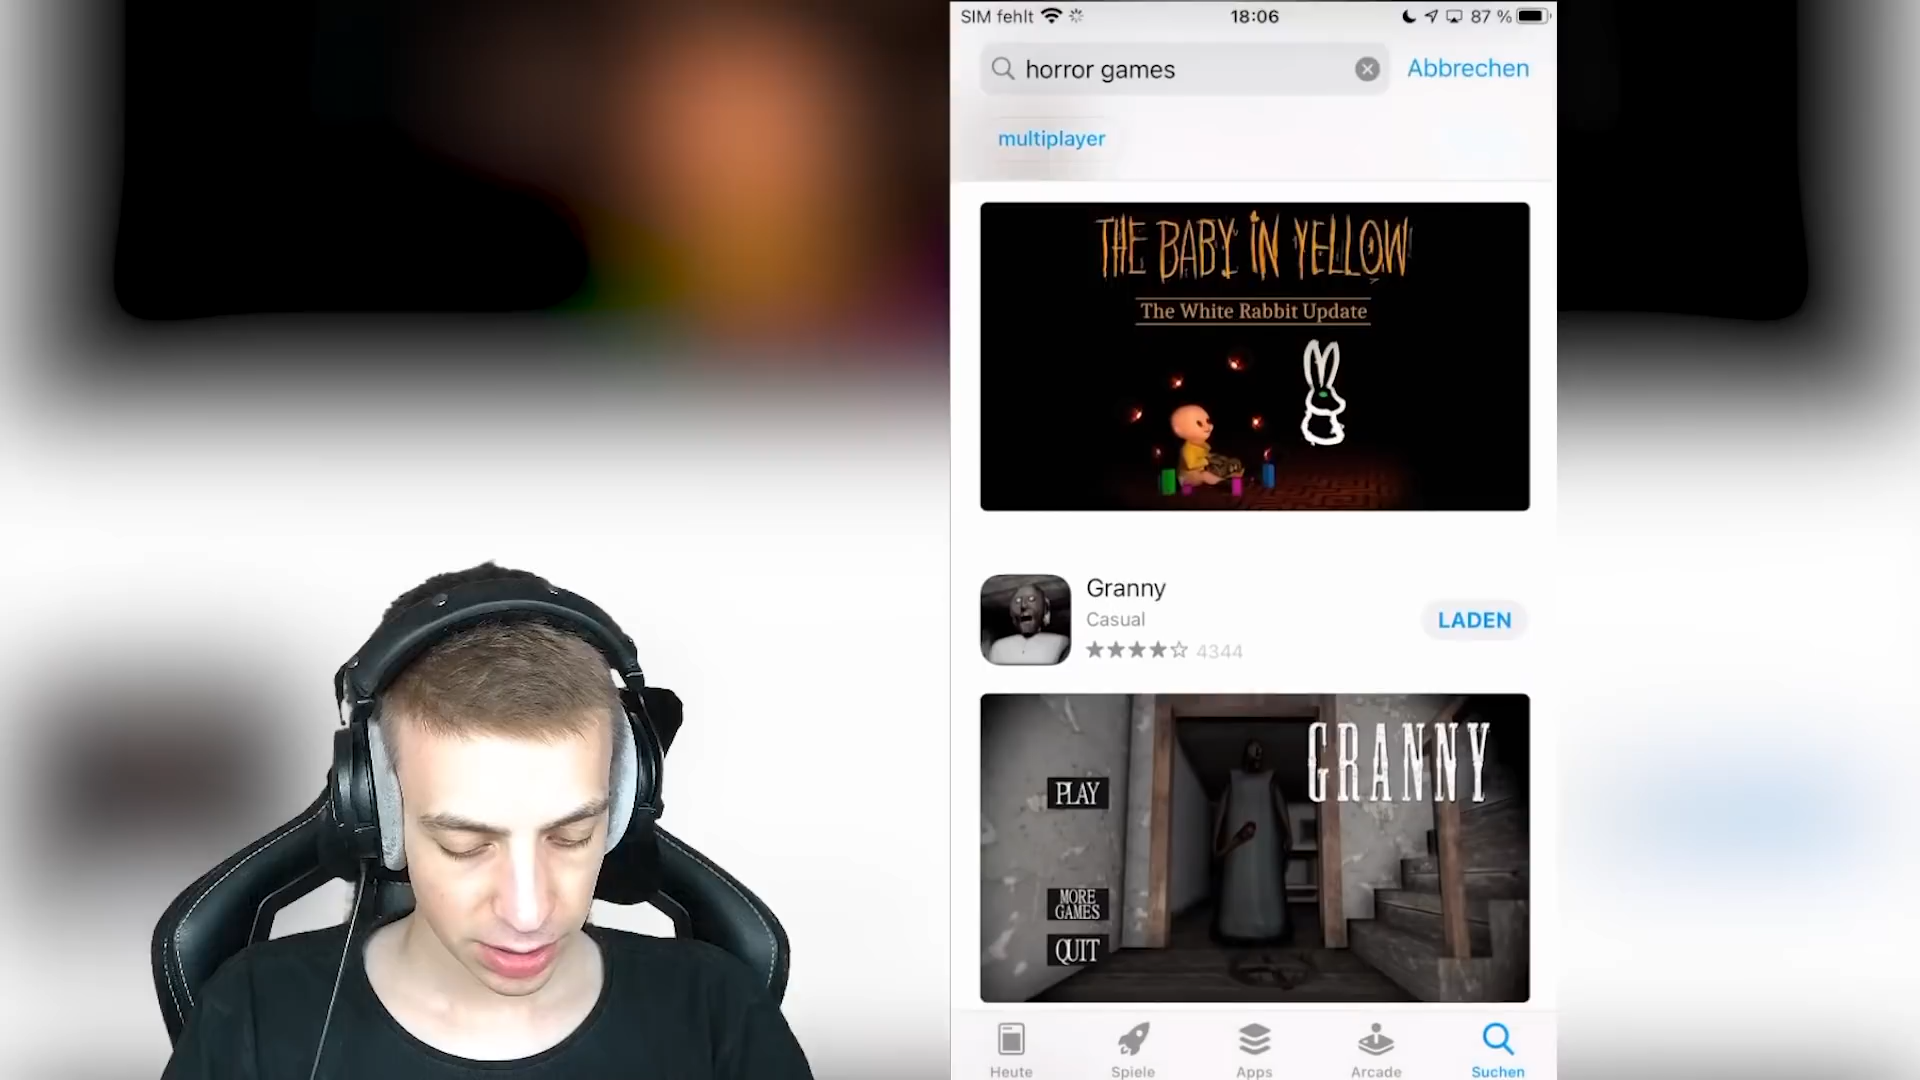 SIM fehlt
18:06
87 %
horror games
Abbrechen
multiplayer
THE BABY IN YELLOW
The White Rabbit Update
Granny
Casual
4344
LADEN
GRANNY
PLAY
MORE
GAMES
QUIT
Heute
Spiele
Apps
Arcade
Suchen